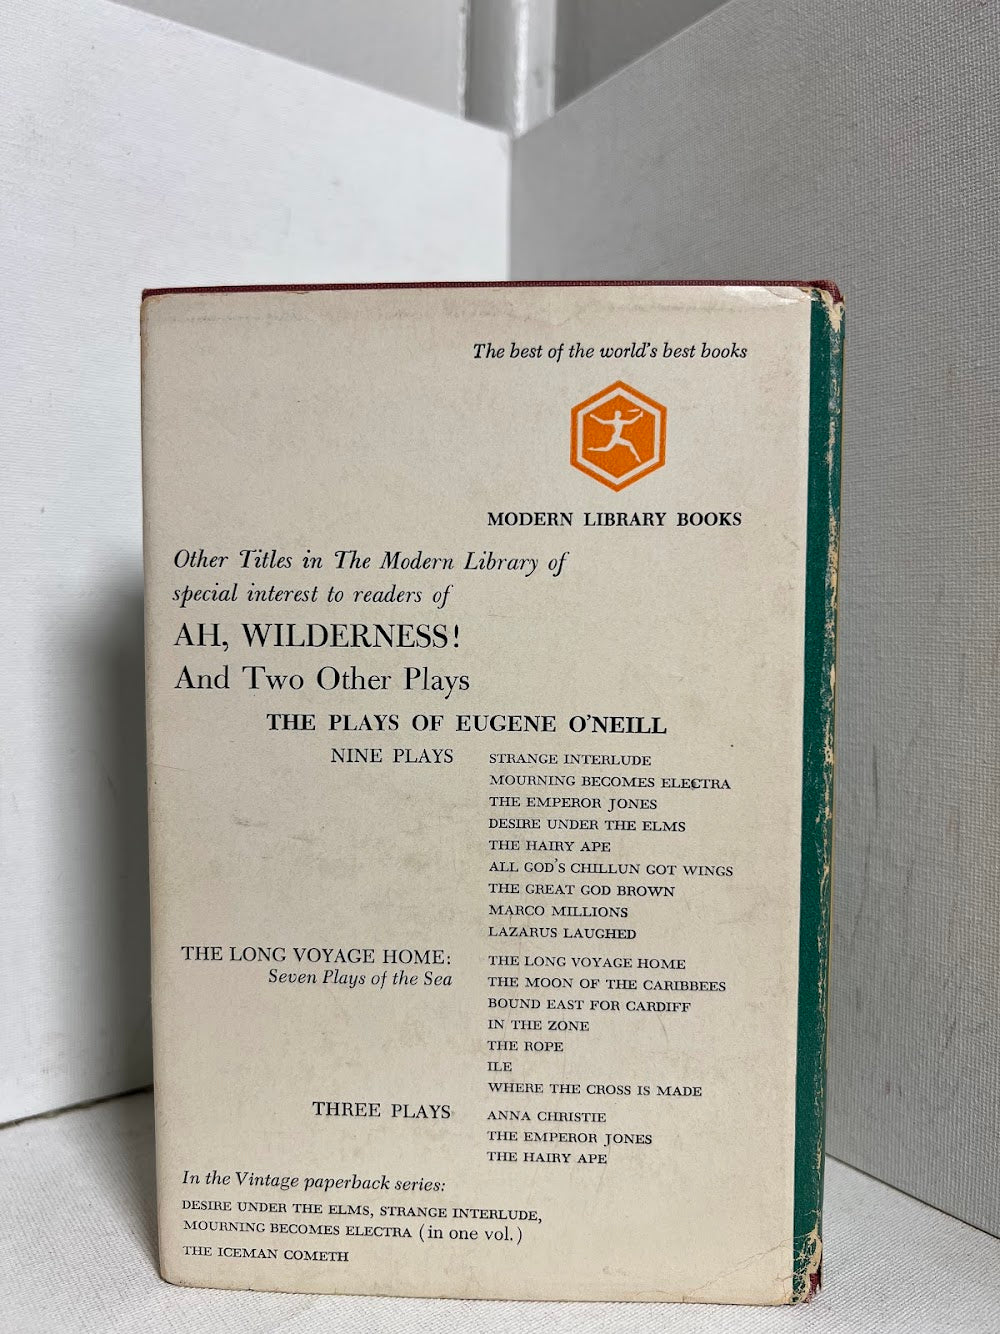 The best of the world's best books
MODERN LIBRARY BOOKS
Other Titles in The Modern Library of
special interest to readers of
AH, WILDERNESS!
And Two Other Plays
THE PLAYS OF EUGENE O'NEILL
NINE PLAYS
STRANGE INTERLUDE
MOURNING BECOMES ELECTRA
THE EMPEROR JONES
DESIRE UNDER THE ELMS
THE HAIRY APE
ALL GOD'S CHILLUN GOT WINGS
THE GREAT GOD BROWN
MARCO MILLIONS
LAZARUS LAUGHED
THE LONG VOYAGE HOME:
Seven Plays of the Sea
THE LONG VOYAGE HOME
THE MOON OF THE CARIBBEES
BOUND EAST FOR CARDIFF
IN THE ZONE
THE ROPE
ILE
WHERE THE CROSS IS MADE
THREE PLAYS
ANNA CHRISTIE
THE EMPEROR JONES
THE HAIRY APE
In the Vintage paperback series:
DESIRE UNDER THE ELMS, STRANGE INTERLUDE,
MOURNING BECOMES ELECTRA (in one vol.)
THE ICEMAN COMETH